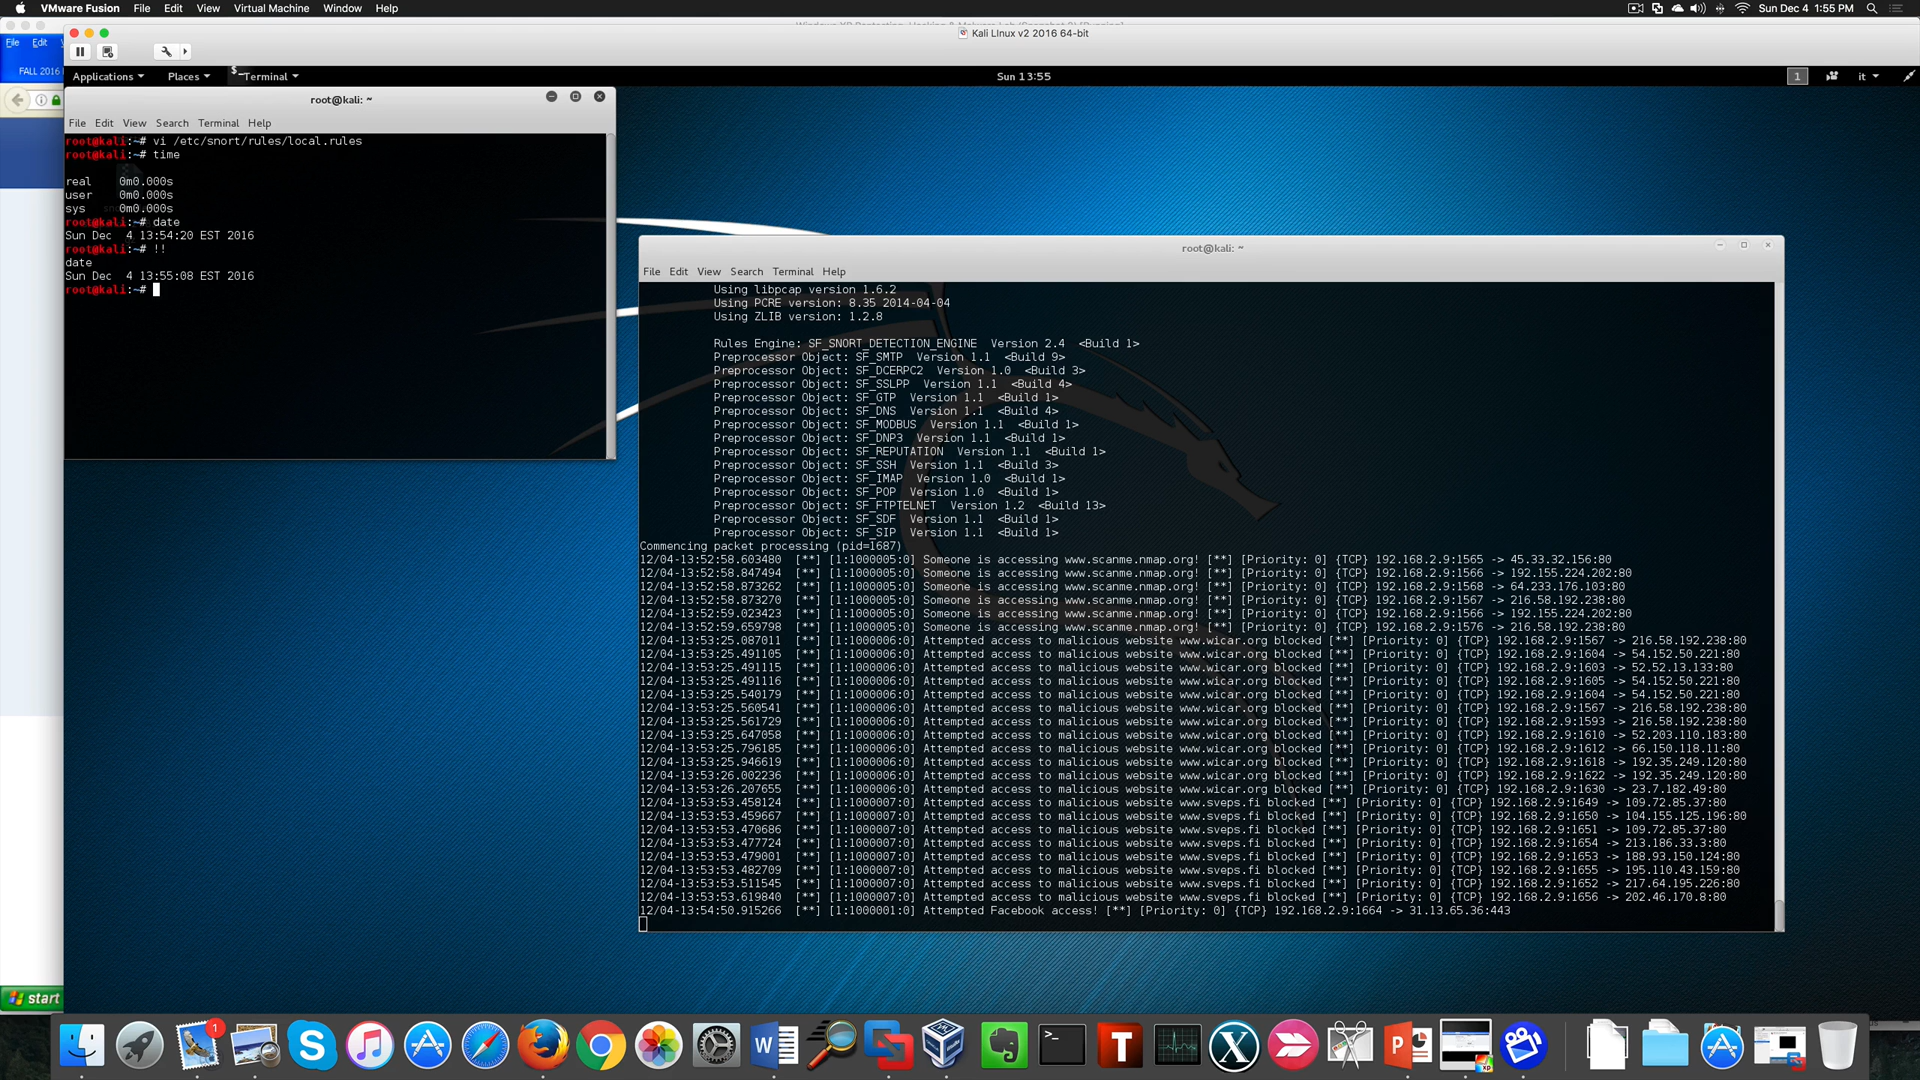 VMware Fusion File Edit View Virtual Machine Window Help Sun Dec 4 1:55 PM
Kali LInux v2 2016 64-bit
File Edit
FALL 2016
Applications Places Terminal Sun 13:55 1 it
root@kali: ~
File Edit View Search Terminal Help
root@kali:~# vi /etc/snort/rules/local.rules
root@kali:~# time
real 0m0.000s
user 0m0.000s
sys 0m0.000s
root@kali:~# date
Sun Dec  4 13:54:20 EST 2016
root@kali:~# !!
date
Sun Dec  4 13:55:08 EST 2016
root@kali:~#
root@kali: ~
File Edit View Search Terminal Help
Using libpcap version 1.6.2
Using PCRE version: 8.35 2014-04-04
Using ZLIB version: 1.2.8
Rules Engine: SF_SNORT_DETECTION_ENGINE  Version 2.4  <Build 1>
Preprocessor Object: SF_SMTP  Version 1.1  <Build 9>
Preprocessor Object: SF_DCERPC2  Version 1.0  <Build 3>
Preprocessor Object: SF_SSLPP  Version 1.1  <Build 4>
Preprocessor Object: SF_GTP  Version 1.1  <Build 1>
Preprocessor Object: SF_DNS  Version 1.1  <Build 4>
Preprocessor Object: SF_MODBUS  Version 1.1  <Build 1>
Preprocessor Object: SF_DNP3  Version 1.1  <Build 1>
Preprocessor Object: SF_REPUTATION  Version 1.1  <Build 1>
Preprocessor Object: SF_SSH  Version 1.1  <Build 3>
Preprocessor Object: SF_IMAP  Version 1.0  <Build 1>
Preprocessor Object: SF_POP  Version 1.0  <Build 1>
Preprocessor Object: SF_FTPTELNET  Version 1.2  <Build 13>
Preprocessor Object: SF_SDF  Version 1.1  <Build 1>
Preprocessor Object: SF_SIP  Version 1.1  <Build 1>
Commencing packet processing (pid=1687)
12/04-13:52:58.603480  [**] [1:1000005:0] Someone is accessing www.scanme.nmap.org! [**] [Priority: 0] {TCP} 192.168.2.9:1565 -> 45.33.32.156:80
12/04-13:52:58.847494  [**] [1:1000005:0] Someone is accessing www.scanme.nmap.org! [**] [Priority: 0] {TCP} 192.168.2.9:1566 -> 192.155.224.202:80
12/04-13:52:58.873262  [**] [1:1000005:0] Someone is accessing www.scanme.nmap.org! [**] [Priority: 0] {TCP} 192.168.2.9:1568 -> 64.233.176.103:80
12/04-13:52:58.873270  [**] [1:1000005:0] Someone is accessing www.scanme.nmap.org! [**] [Priority: 0] {TCP} 192.168.2.9:1567 -> 216.58.192.238:80
12/04-13:52:59.023423  [**] [1:1000005:0] Someone is accessing www.scanme.nmap.org! [**] [Priority: 0] {TCP} 192.168.2.9:1566 -> 192.155.224.202:80
12/04-13:52:59.659798  [**] [1:1000005:0] Someone is accessing www.scanme.nmap.org! [**] [Priority: 0] {TCP} 192.168.2.9:1576 -> 216.58.192.238:80
12/04-13:53:25.087011  [**] [1:1000006:0] Attempted access to malicious website www.wicar.org blocked [**] [Priority: 0] {TCP} 192.168.2.9:1567 -> 216.58.192.238:80
12/04-13:53:25.491105  [**] [1:1000006:0] Attempted access to malicious website www.wicar.org blocked [**] [Priority: 0] {TCP} 192.168.2.9:1604 -> 54.152.50.221:80
12/04-13:53:25.491115  [**] [1:1000006:0] Attempted access to malicious website www.wicar.org blocked [**] [Priority: 0] {TCP} 192.168.2.9:1603 -> 52.52.13.133:80
12/04-13:53:25.491116  [**] [1:1000006:0] Attempted access to malicious website www.wicar.org blocked [**] [Priority: 0] {TCP} 192.168.2.9:1605 -> 54.152.50.221:80
12/04-13:53:25.540179  [**] [1:1000006:0] Attempted access to malicious website www.wicar.org blocked [**] [Priority: 0] {TCP} 192.168.2.9:1604 -> 54.152.50.221:80
12/04-13:53:25.560541  [**] [1:1000006:0] Attempted access to malicious website www.wicar.org blocked [**] [Priority: 0] {TCP} 192.168.2.9:1567 -> 216.58.192.238:80
12/04-13:53:25.561729  [**] [1:1000006:0] Attempted access to malicious website www.wicar.org blocked [**] [Priority: 0] {TCP} 192.168.2.9:1593 -> 216.58.192.238:80
12/04-13:53:25.647058  [**] [1:1000006:0] Attempted access to malicious website www.wicar.org blocked [**] [Priority: 0] {TCP} 192.168.2.9:1610 -> 52.203.110.183:80
12/04-13:53:25.796185  [**] [1:1000006:0] Attempted access to malicious website www.wicar.org blocked [**] [Priority: 0] {TCP} 192.168.2.9:1612 -> 66.150.118.11:80
12/04-13:53:25.946619  [**] [1:1000006:0] Attempted access to malicious website www.wicar.org blocked [**] [Priority: 0] {TCP} 192.168.2.9:1618 -> 192.35.249.120:80
12/04-13:53:26.002236  [**] [1:1000006:0] Attempted access to malicious website www.wicar.org blocked [**] [Priority: 0] {TCP} 192.168.2.9:1622 -> 192.35.249.120:80
12/04-13:53:26.207655  [**] [1:1000006:0] Attempted access to malicious website www.wicar.org blocked [**] [Priority: 0] {TCP} 192.168.2.9:1630 -> 23.7.182.49:80
12/04-13:53:53.458124  [**] [1:1000007:0] Attempted access to malicious website www.sveps.fi blocked [**] [Priority: 0] {TCP} 192.168.2.9:1649 -> 109.72.85.37:80
12/04-13:53:53.459667  [**] [1:1000007:0] Attempted access to malicious website www.sveps.fi blocked [**] [Priority: 0] {TCP} 192.168.2.9:1650 -> 104.155.125.196:80
12/04-13:53:53.470686  [**] [1:1000007:0] Attempted access to malicious website www.sveps.fi blocked [**] [Priority: 0] {TCP} 192.168.2.9:1651 -> 109.72.85.37:80
12/04-13:53:53.477724  [**] [1:1000007:0] Attempted access to malicious website www.sveps.fi blocked [**] [Priority: 0] {TCP} 192.168.2.9:1654 -> 213.186.33.3:80
12/04-13:53:53.479001  [**] [1:1000007:0] Attempted access to malicious website www.sveps.fi blocked [**] [Priority: 0] {TCP} 192.168.2.9:1653 -> 188.93.150.124:80
12/04-13:53:53.482709  [**] [1:1000007:0] Attempted access to malicious website www.sveps.fi blocked [**] [Priority: 0] {TCP} 192.168.2.9:1655 -> 195.110.43.159:80
12/04-13:53:53.511545  [**] [1:1000007:0] Attempted access to malicious website www.sveps.fi blocked [**] [Priority: 0] {TCP} 192.168.2.9:1652 -> 217.64.195.226:80
12/04-13:53:53.619840  [**] [1:1000007:0] Attempted access to malicious website www.sveps.fi blocked [**] [Priority: 0] {TCP} 192.168.2.9:1656 -> 202.46.170.8:80
12/04-13:54:50.915266  [**] [1:1000001:0] Attempted Facebook access! [**] [Priority: 0] {TCP} 192.168.2.9:1664 -> 31.13.65.36:443
start
1